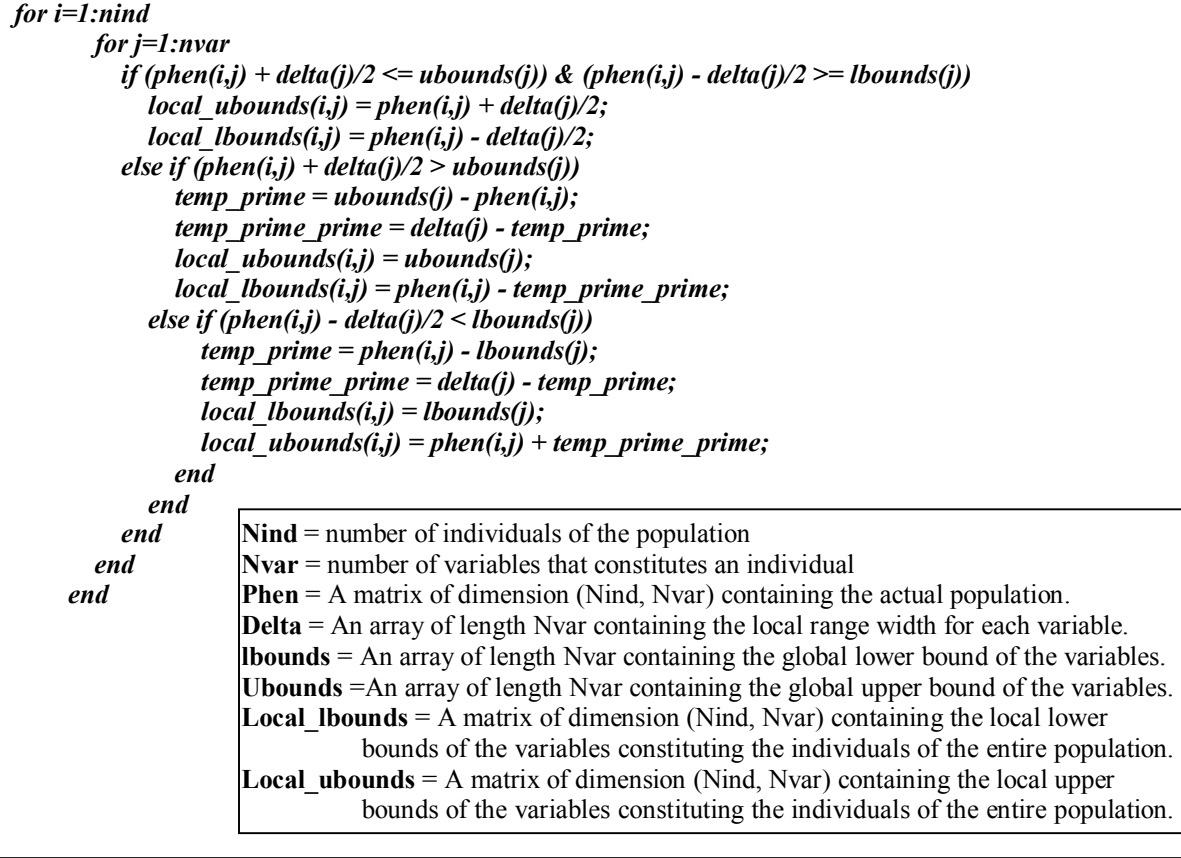 for i=1:nind
for j=1:nvar
if (phen(i,j) + delta(j)/2 <= ubounds(j)) & (phen(i,j) - delta(j)/2 >= lbounds(j))
local_ubounds(i,j) = phen(i,j) + delta(j)/2;
local_lbounds(i,j) = phen(i,j) - delta(j)/2;
else if (phen(i,j) + delta(j)/2 > ubounds(j))
temp_prime = ubounds(j) - phen(i,j);
temp_prime_prime = delta(j) - temp_prime;
local_ubounds(i,j) = ubounds(j);
local_lbounds(i,j) = phen(i,j) - temp_prime_prime;
else if (phen(i,j) - delta(j)/2 < lbounds(j))
temp_prime = phen(i,j) - lbounds(j);
temp_prime_prime = delta(j) - temp_prime;
local_lbounds(i,j) = lbounds(j);
local_ubounds(i,j) = phen(i,j) + temp_prime_prime;
end
end
end
end
end
Nind = number of individuals of the population
Nvar = number of variables that constitutes an individual
Phen = A matrix of dimension (Nind, Nvar) containing the actual population.
Delta = An array of length Nvar containing the local range width for each variable.
lbounds = An array of length Nvar containing the global lower bound of the variables.
Ubounds =An array of length Nvar containing the global upper bound of the variables.
Local_lbounds = A matrix of dimension (Nind, Nvar) containing the local lower
bounds of the variables constituting the individuals of the entire population.
Local_ubounds = A matrix of dimension (Nind, Nvar) containing the local upper
bounds of the variables constituting the individuals of the entire population.